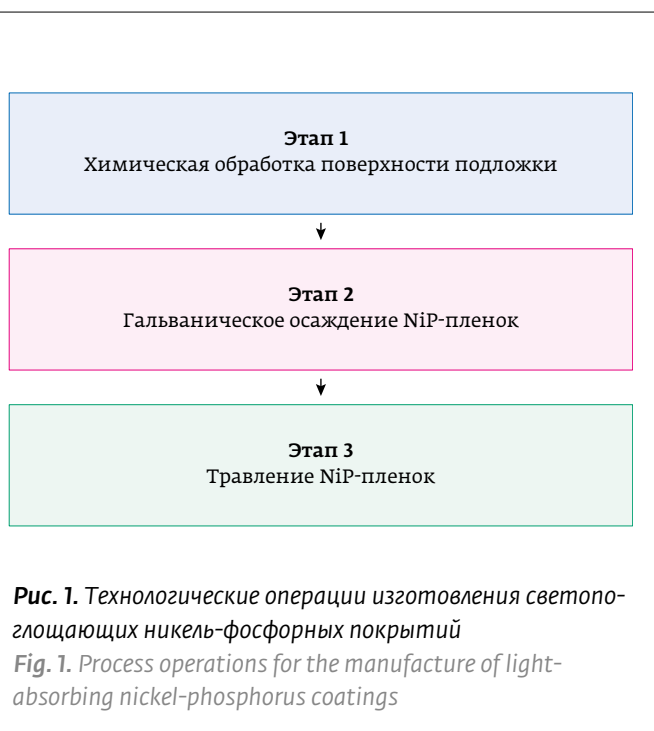 Этап 1
Химическая обработка поверхности подложки
Этап 2
Гальваническое осаждение NiP-пленок
Этап 3
Травление NiP-пленок
Рис. 1. Технологические операции изготовления светопо-
глощающих никель-фосфорных покрытий
Fig. 1. Process operations for the manufacture of light-
absorbing nickel-phosphorus coatings